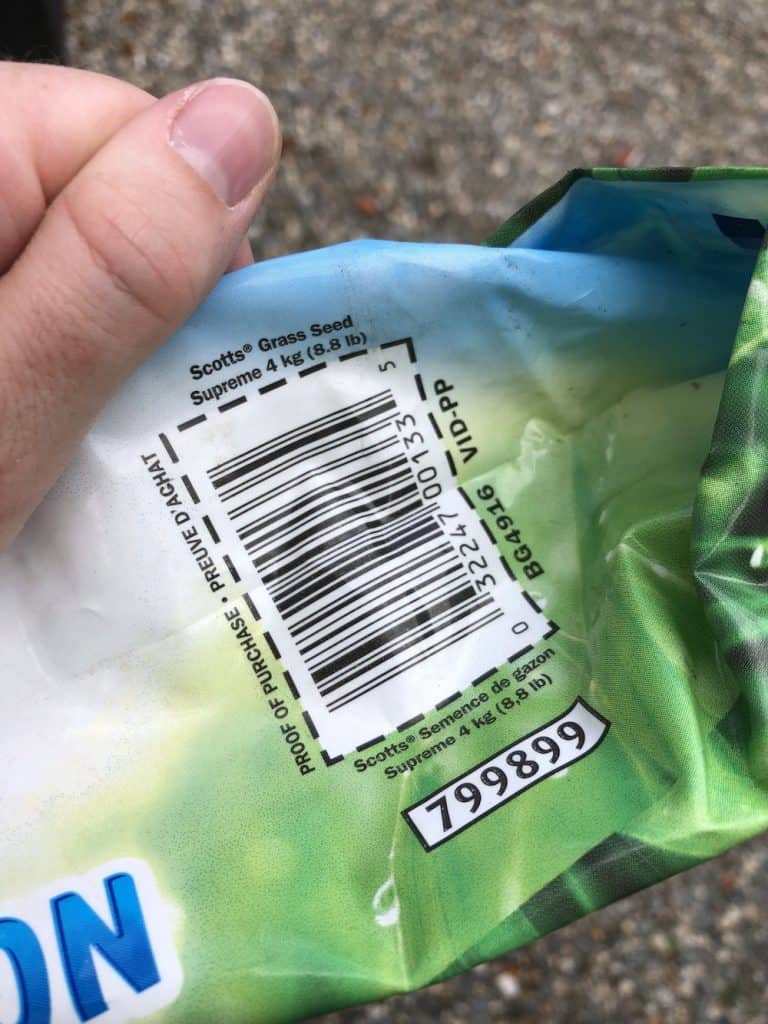 Scotts® Grass Seed
Supreme 4 kg (8.8 lb)
PROOF OF PURCHASE • PREUVE D'ACHAT
0 32247 00133 5
BG4916 VID-PP
Scotts® Semence de gazon
Supreme 4 kg (8,8 lb)
799899
ON